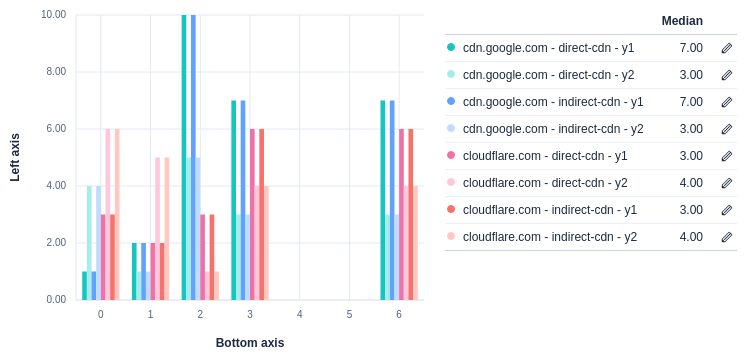 10.00
8.00
6.00
4.00
2.00
0.00
Left axis
0 1 2 3 4 5 6
Bottom axis
Median
cdn.google.com - direct-cdn - y1 7.00
cdn.google.com - direct-cdn - y2 3.00
cdn.google.com - indirect-cdn - y1 7.00
cdn.google.com - indirect-cdn - y2 3.00
cloudflare.com - direct-cdn - y1 3.00
cloudflare.com - direct-cdn - y2 4.00
cloudflare.com - indirect-cdn - y1 3.00
cloudflare.com - indirect-cdn - y2 4.00